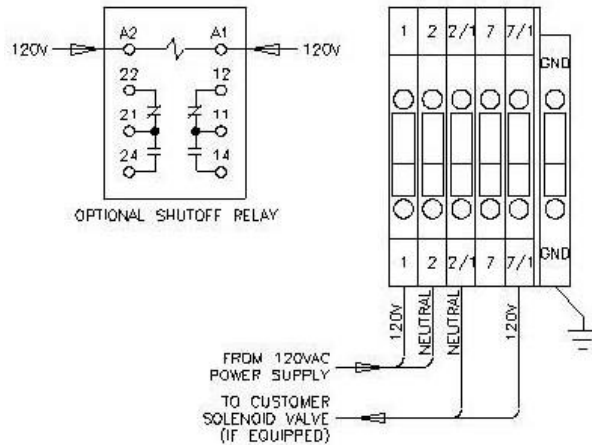 120V
A2
A1
120V
22
12
21
11
24
14
OPTIONAL SHUTOFF RELAY
1
2
2/1
7
7/1
GND
1
2
2/1
7
7/1
GND
120V
NEUTRAL
NEUTRAL
120V
FROM 120VAC
POWER SUPPLY
TO CUSTOMER
SOLENOID VALVE
(IF EQUIPPED)